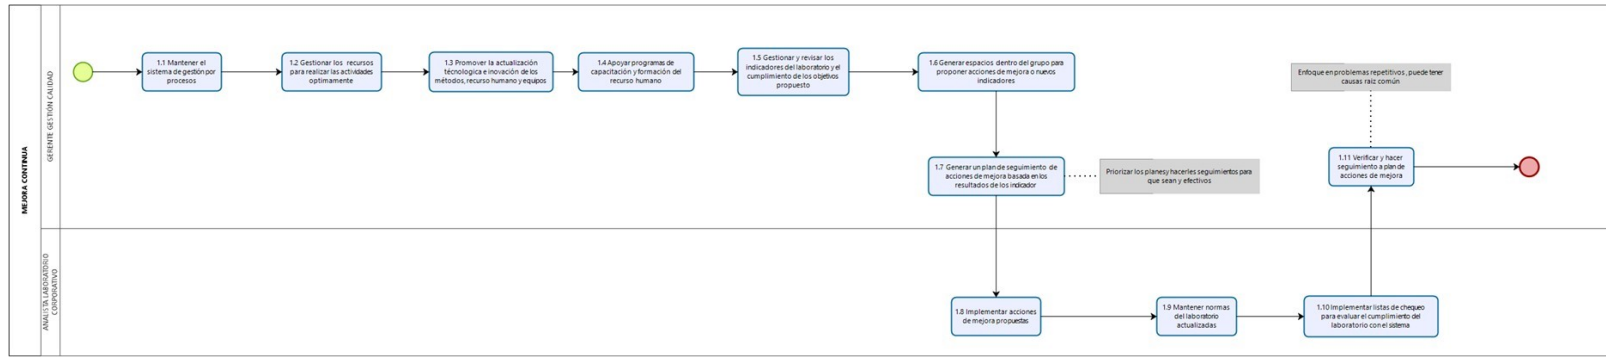 MEJORA CONTINUA
GERENTE GESTIÓN CALIDAD
1.1 Mantener el
sistema de gestión por
procesos
1.2 Gestionar los recursos
para realizar las actividades
optimamente
1.3 Promover la actualización
técnologica e inovación de los
métodos, recurso humano y equipos
1.4 Apoyar programas de
capacitación y formación del
recurso humano
1.5 Gestionar y revisar los
indicadores del laboratorio y el
cumplimiento de los objetivos
propuesto
1.6 Generar espacios dentro del grupo para
proponer acciones de mejora o nuevos
indicadores
Enfoque en problemas repetitivos, puede tener
causas raiz común
1.7 Generar un plan de seguimiento de
acciones de mejora basada en los
resultados de los indicador
Priorizar los planes y hacerles seguimientos para
que sean y efectivos
1.11 Verificar y hacer
seguimiento a plan de
acciones de mejora
ANALISTA LABORATORIO
CORPORATIVO
1.8 Implementar acciones
de mejora propuestas
1.9 Mantener normas
del laboratorio
actualizadas
1.10 Implementar listas de chequeo
para evaluar el cumplimiento del
laboratorio con el sistema